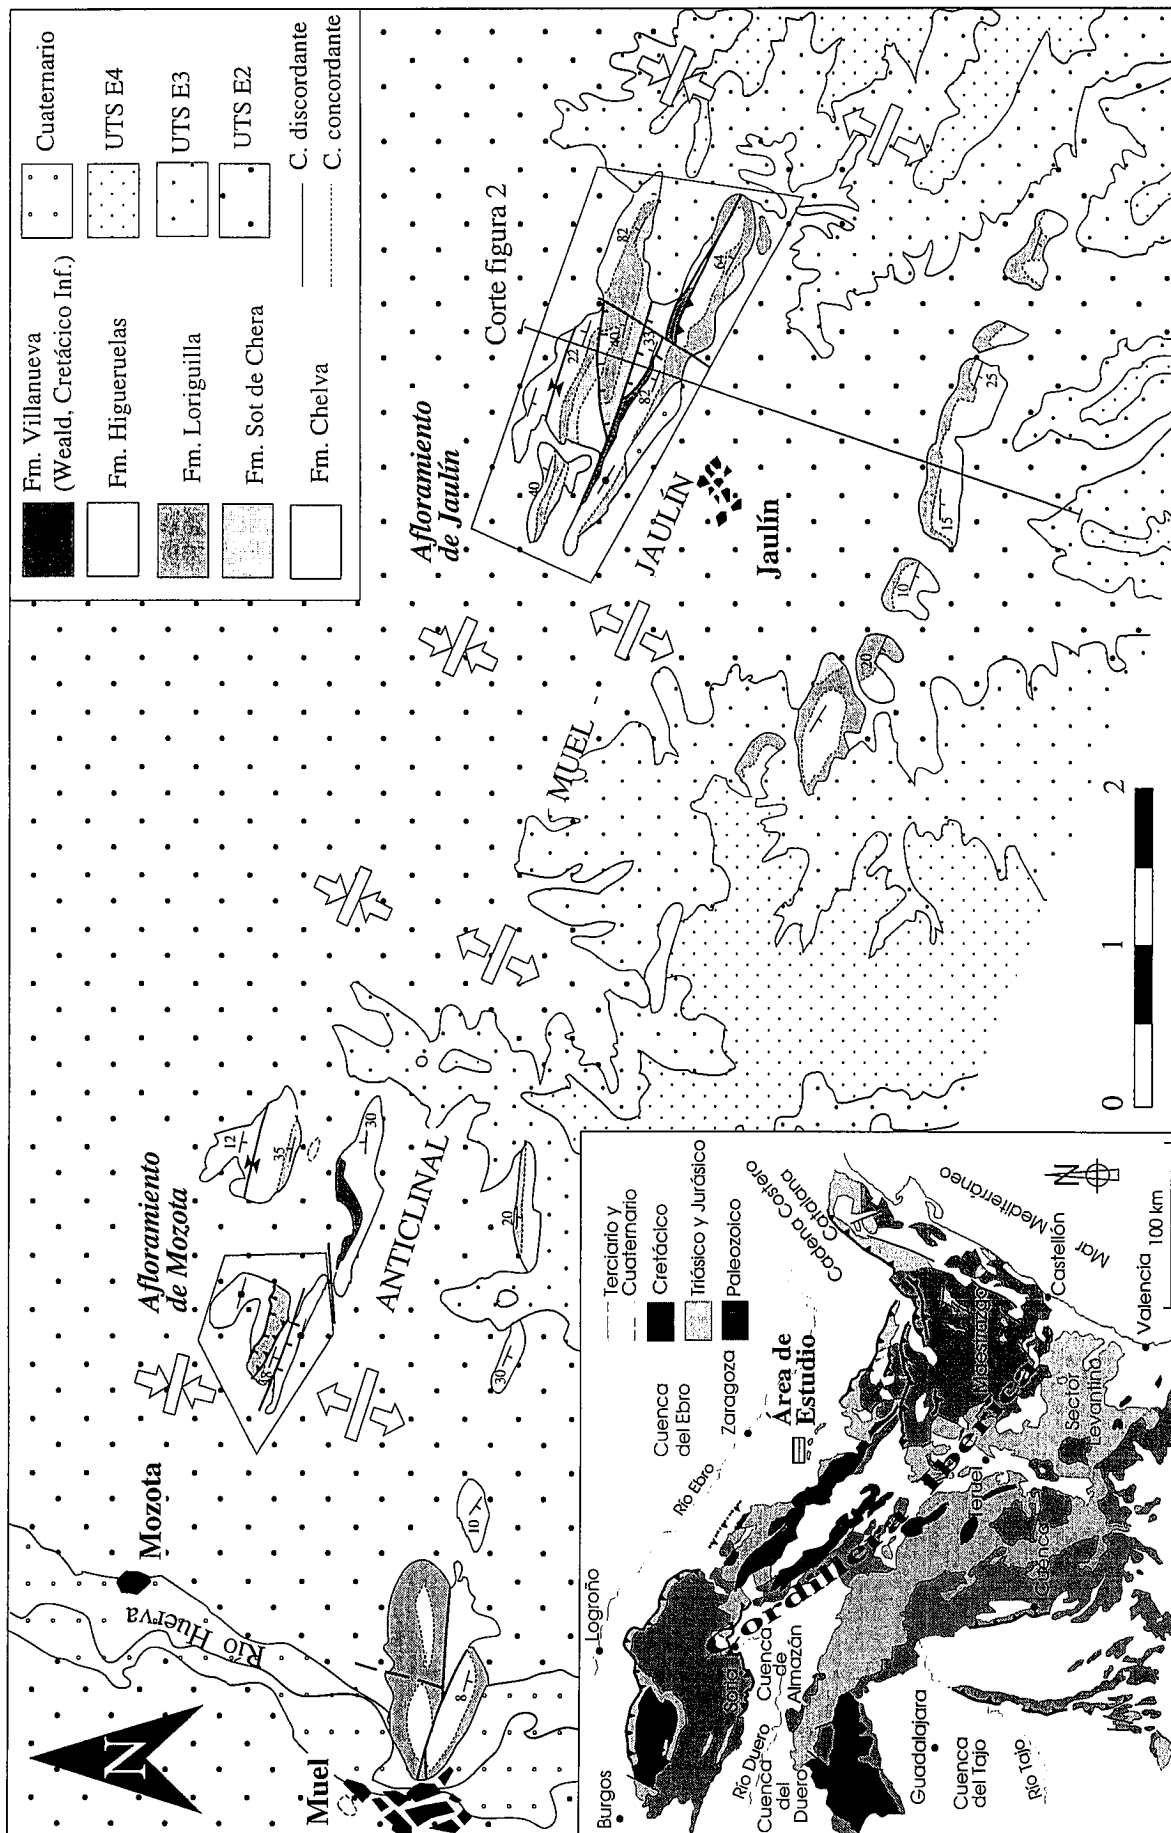 Fm. Villanueva
(Weald, Cretácico Inf.)
Fm. Higueruelas
Fm. Loriguilla
Fm. Sot de Chera
Fm. Chelva
Cuaternario
UTS E4
UTS E3
UTS E2
C. discordante
C. concordante
N
Muel
Mozota
Río Huerva
Afloramiento
de Mozota
Afloramiento
de Jaulín
Corte figura 2
ANTICLINAL
MUEL -
JAULÍN
Jaulín
8
10
30
38
12
35
30
20
40
22
40
33
82
82
64
20
10
15
25
0
1
2
Burgos
Logroño
Río Ebro
Cuenca
del Ebro
Zaragoza
Área de
Estudio
Terciario y
Cuaternario
Cretácico
Triásico y Jurásico
Paleozoico
Cadena Costero
Catalana
Soria
Río Duero
Cuenca
del
Duero
Cuenca
de
Almazán
Cordillera Ibérica
Maestrazgo
Teruel
Guadalajara
Cuenca
del Tajo
Río Tajo
Cuenca
Sector
Levantino
Castellón
Mar Mediterráneo
Valencia
N
100 km